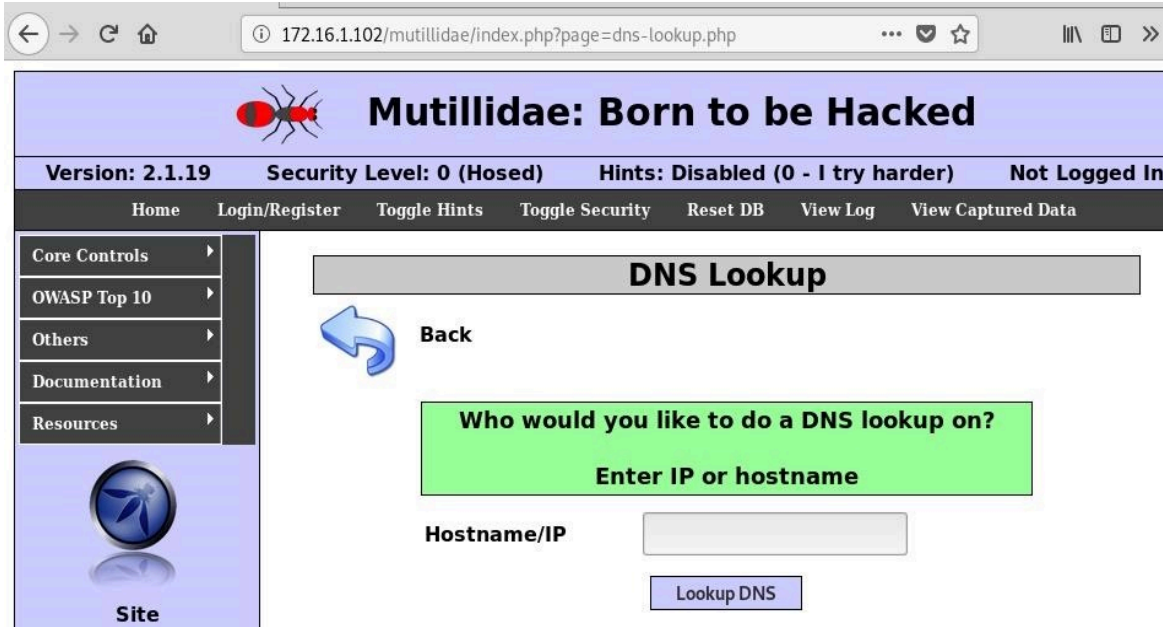 172.16.1.102/mutillidae/index.php?page=dns-lookup.php
Mutillidae: Born to be Hacked
Version: 2.1.19 Security Level: 0 (Hosed) Hints: Disabled (0 - I try harder) Not Logged In
Home Login/Register Toggle Hints Toggle Security Reset DB View Log View Captured Data
Core Controls
OWASP Top 10
Others
Documentation
Resources
Site
DNS Lookup
Back
Who would you like to do a DNS lookup on?
Enter IP or hostname
Hostname/IP
Lookup DNS